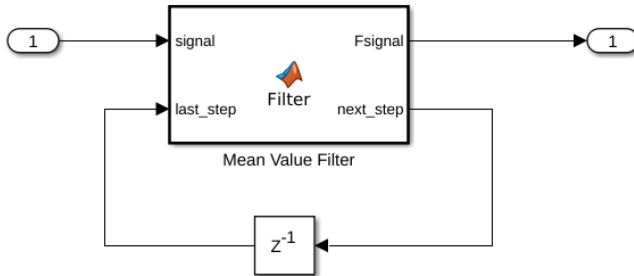 1
signal
Fsignal
1
Filter
last_step
next_step
Mean Value Filter
Z-1